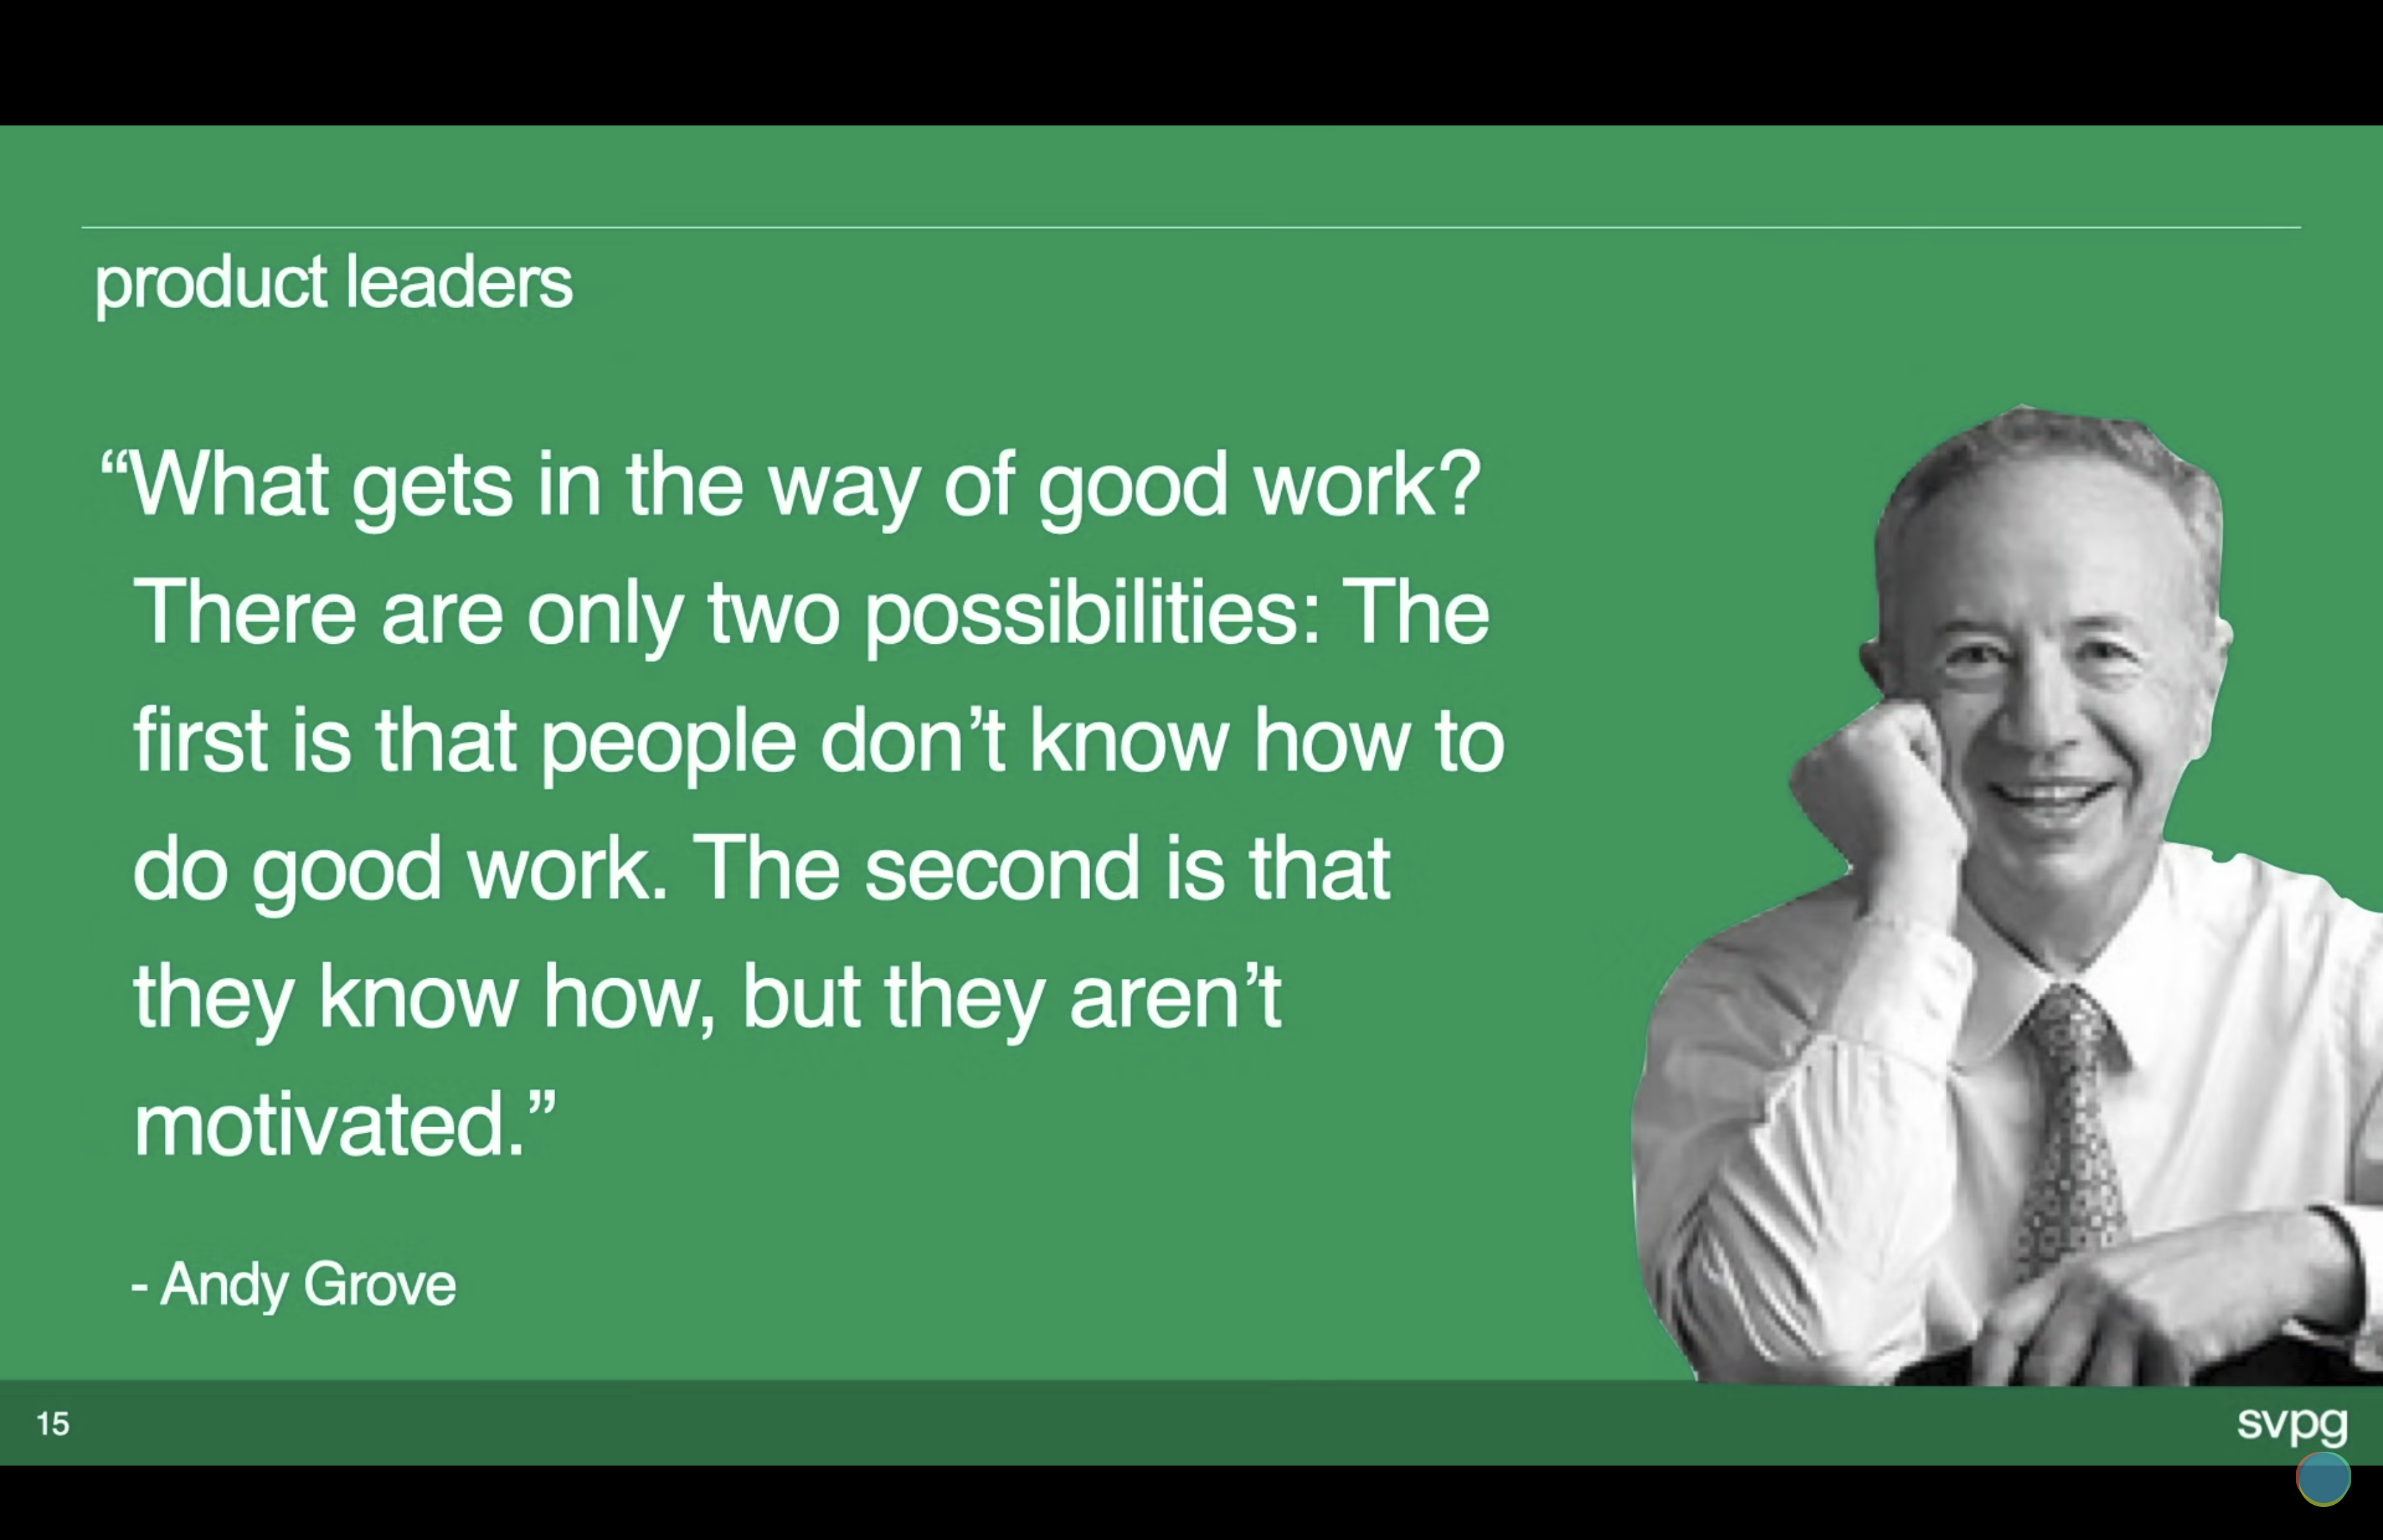 product leaders
“What gets in the way of good work?
There are only two possibilities: The
first is that people don’t know how to
do good work. The second is that
they know how, but they aren’t
motivated.”
- Andy Grove
15
svpg